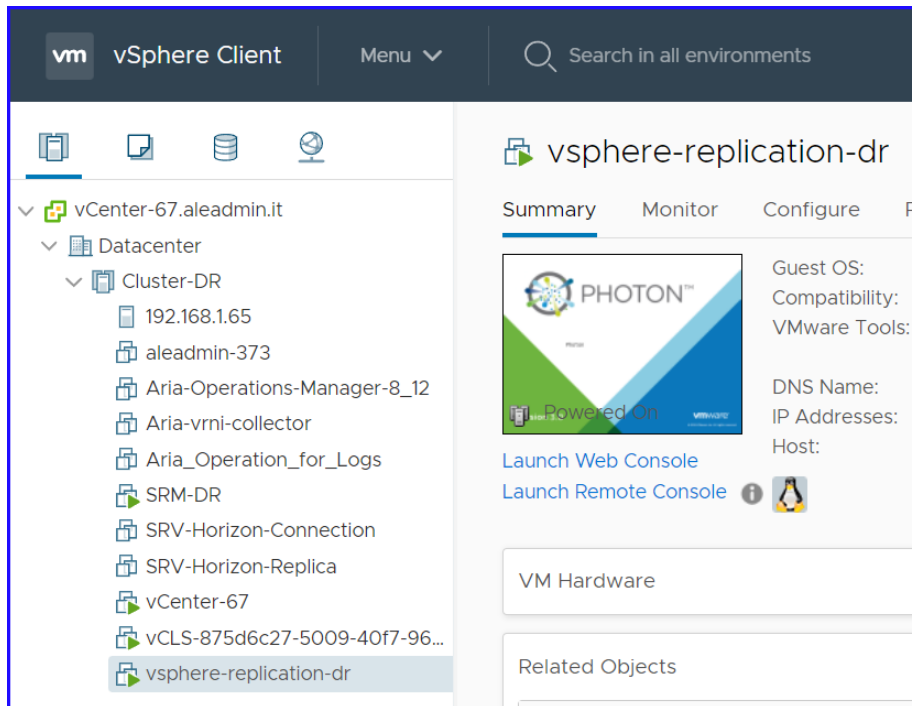 vm vSphere Client Menu Search in all environments
vsphere-replication-dr
vCenter-67.aleadmin.it
Datacenter
Cluster-DR
192.168.1.65
aleadmin-373
Aria-Operations-Manager-8_12
Aria-vrni-collector
Aria_Operation_for_Logs
SRM-DR
SRV-Horizon-Connection
SRV-Horizon-Replica
vCenter-67
vCLS-875d6c27-5009-40f7-96...
vsphere-replication-dr
Summary Monitor Configure
PHOTON™
Photon
Powered On
vmware
Guest OS:
Compatibility:
VMware Tools:
DNS Name:
IP Addresses:
Host:
Launch Web Console
Launch Remote Console
VM Hardware
Related Objects